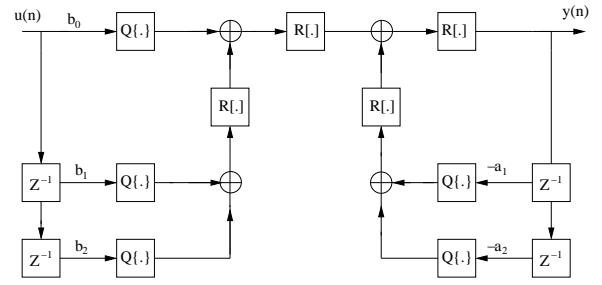 u(n) b₀ Q{.} R[.] R[.] y(n)
R[.] R[.]
Z⁻¹ b₁ Q{.} Q{.} –a₁ Z⁻¹
Z⁻¹ b₂ Q{.} Q{.} –a₂ Z⁻¹